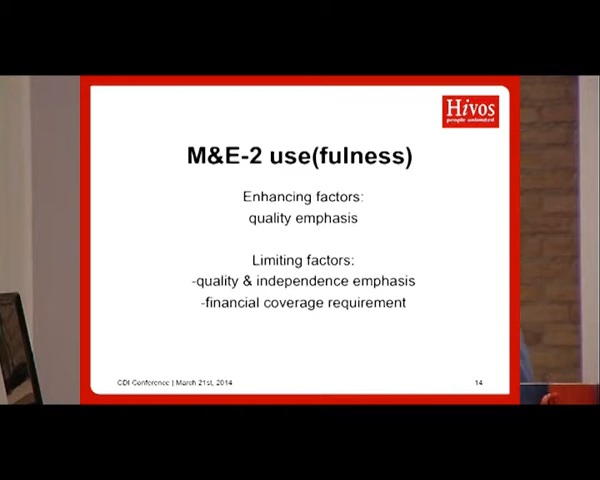 Hivos
people unlimited
M&E-2 use(fulness)
Enhancing factors:
quality emphasis
Limiting factors:
-quality & independence emphasis
-financial coverage requirement
CDI Conference | March 21st, 2014
14